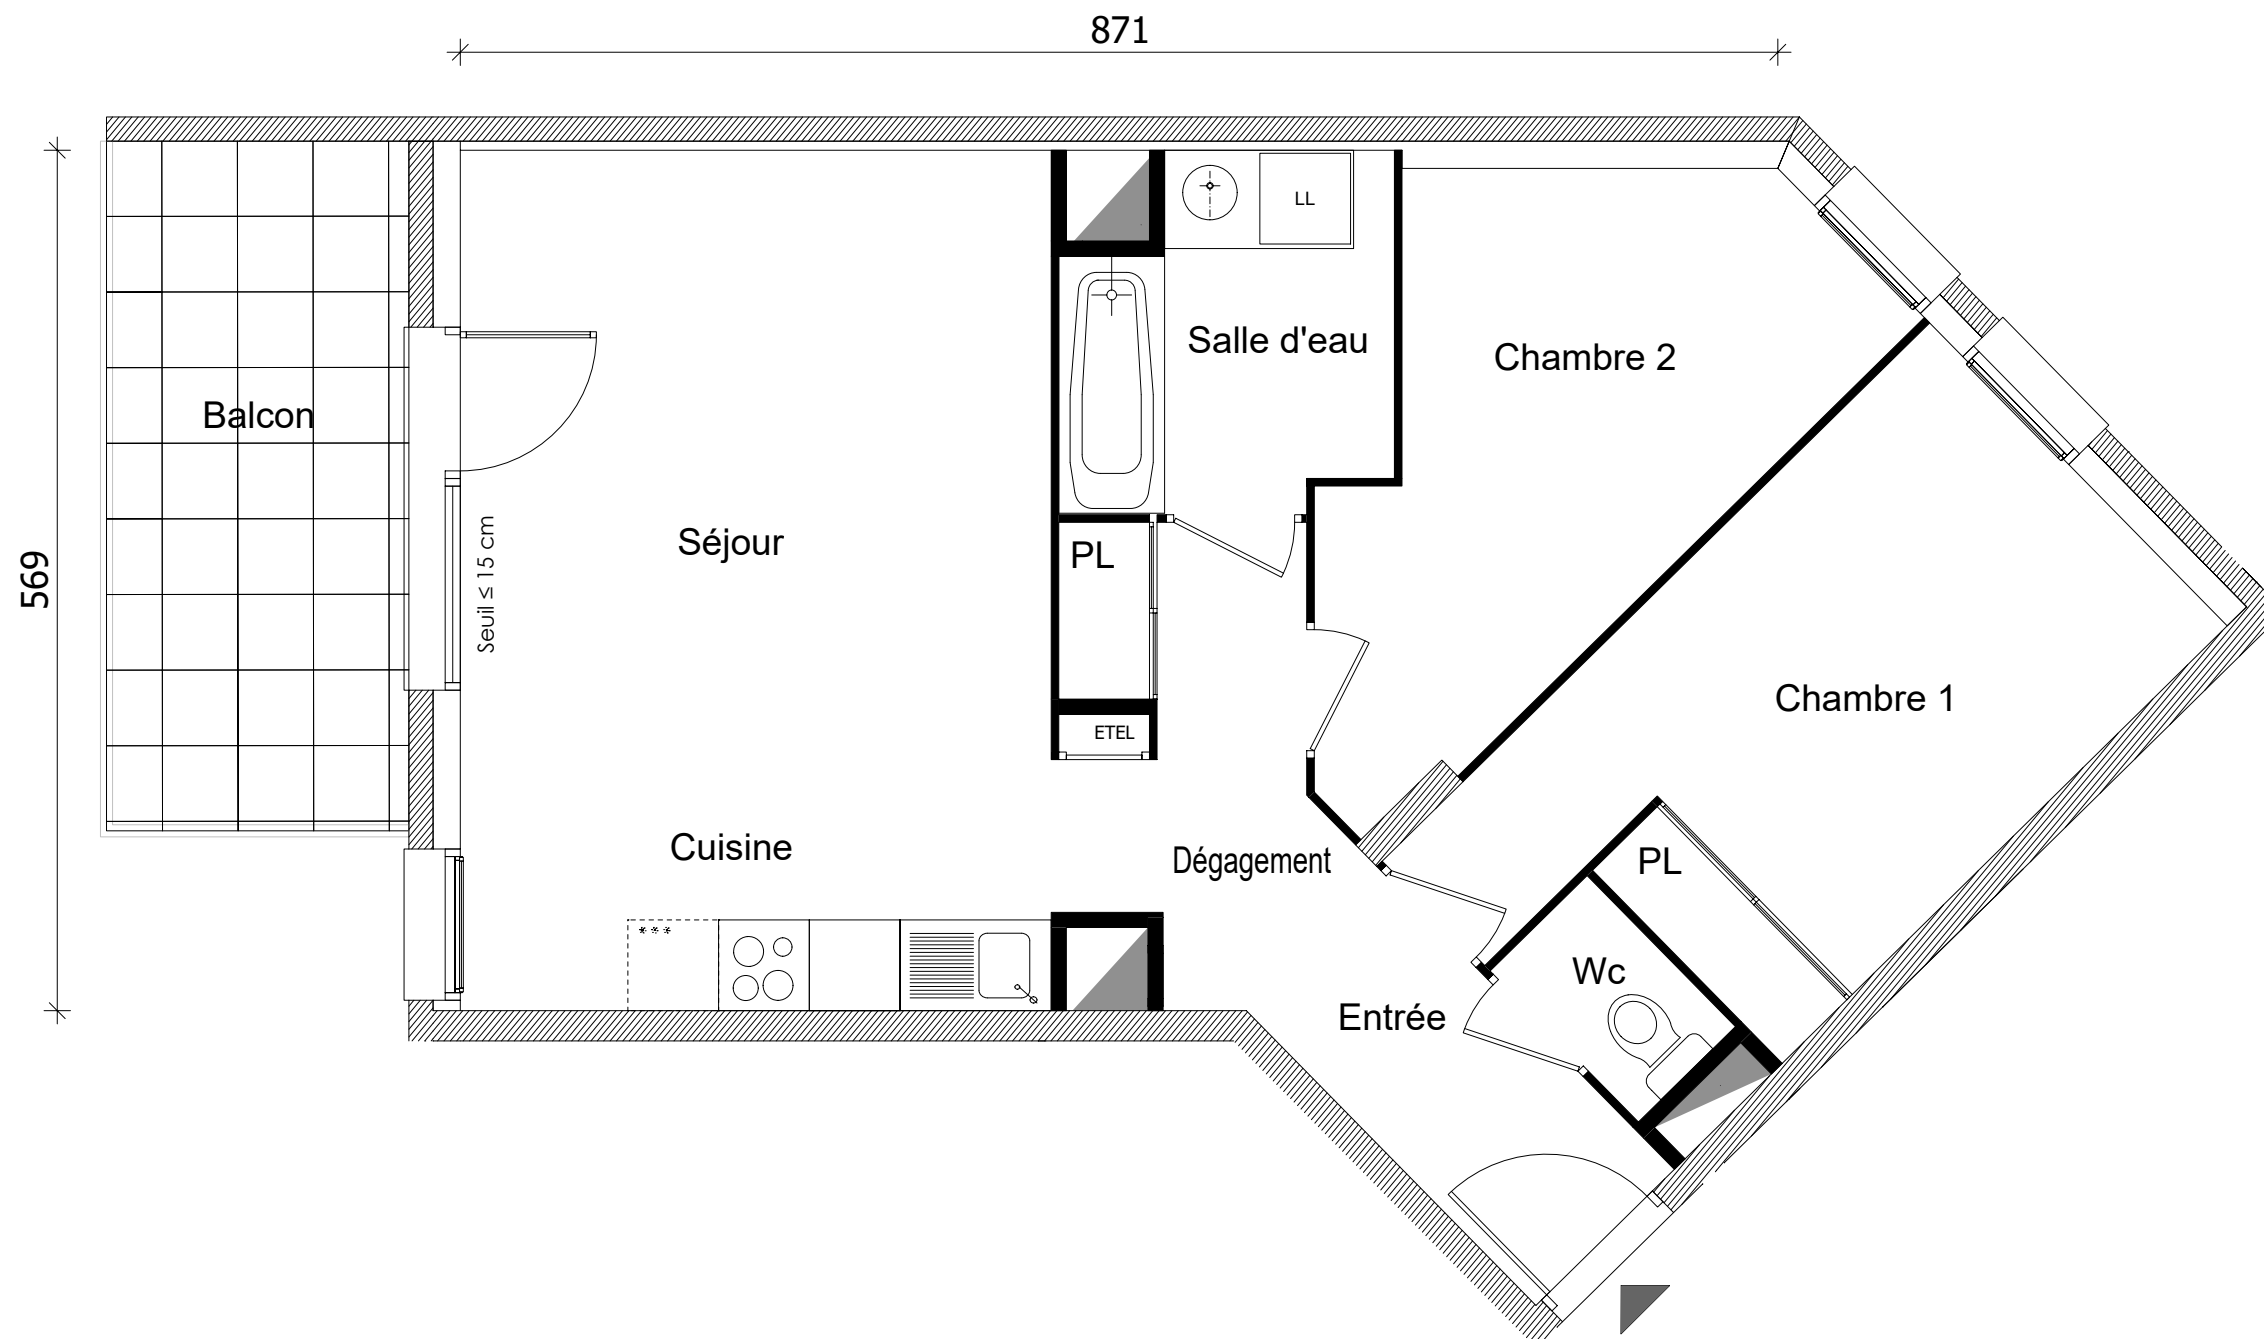 871
LL
Salle d'eau
Chambre 2
Balcon
Séjour
PL
569
Seuil ≤ 15 cm
Chambre 1
ETEL
Cuisine
Dégagement
PL
***
Wc
Entrée